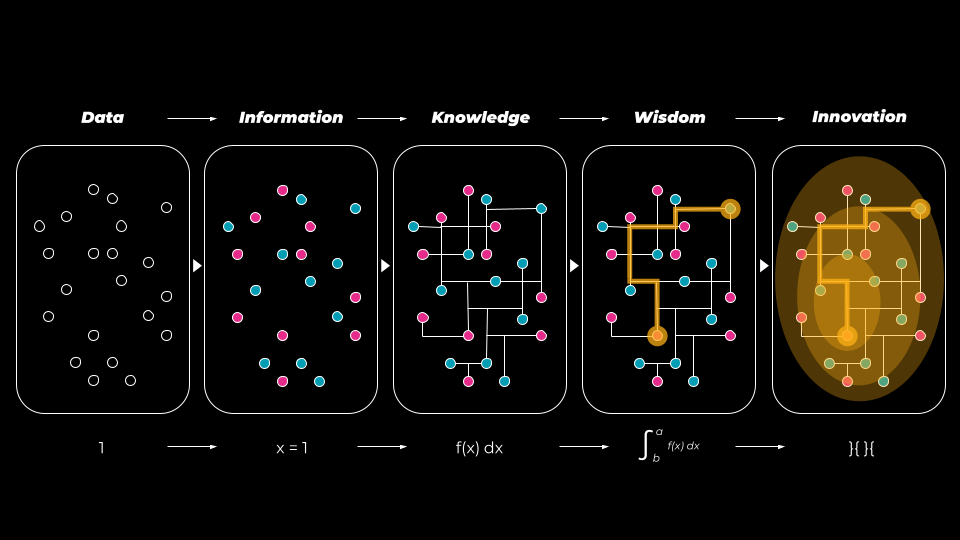 Data Information Knowledge Wisdom Innovation
1 x = 1 f(x) dx ∫ a b f(x) dx }{ }{